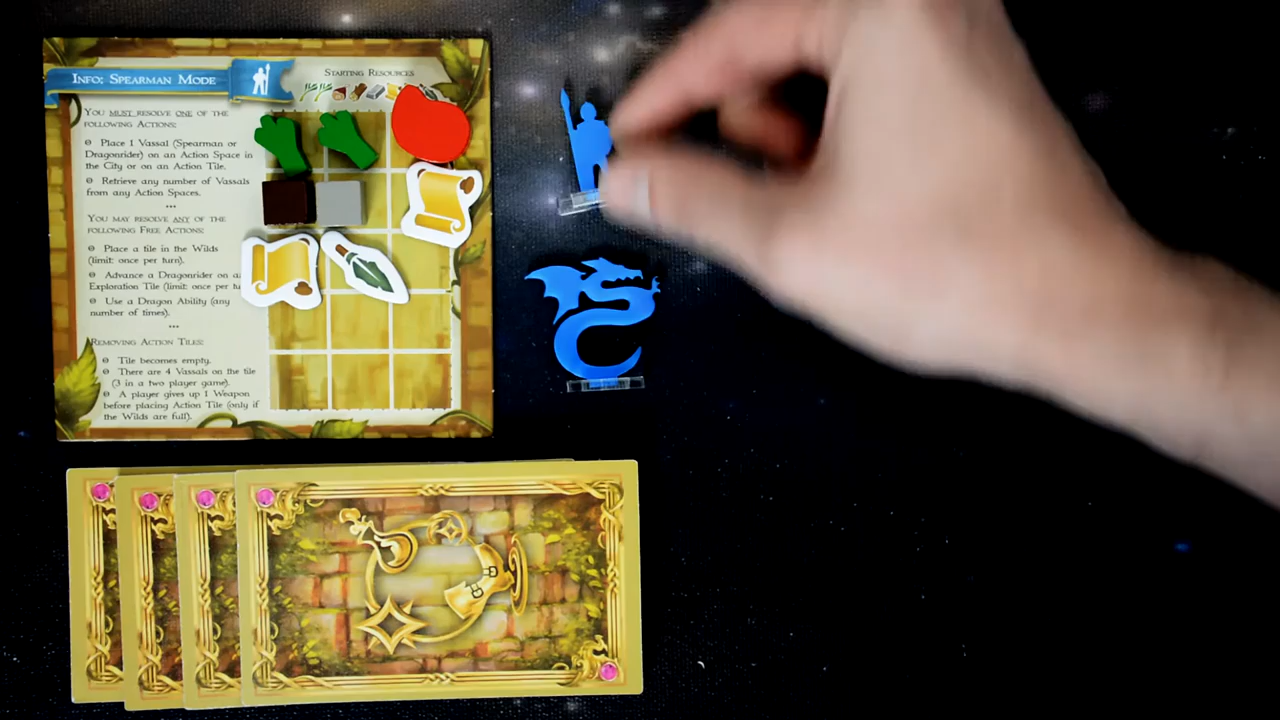 Info: Spearman Mode
Starting Resources
You must resolve one of the
following Actions:
Place 1 Vassal (Spearman or
Dragonrider) on an Action Space in
the City or on an Action Tile.
Retrieve any number of Vassals
from any Action Spaces.
***
You may resolve any of the
following Free Actions:
Place a tile in the Wilds
(limit: once per turn).
Advance a Dragonrider on
Exploration Tile (limit: once per
Use a Dragon Ability (any
number of times).
***
Removing Action Tiles:
Tile becomes empty.
There are 4 Vassals on the tile
(3 in a two player game).
A player gives up 1 Weapon
before placing Action Tile (only if
the Wilds are full).